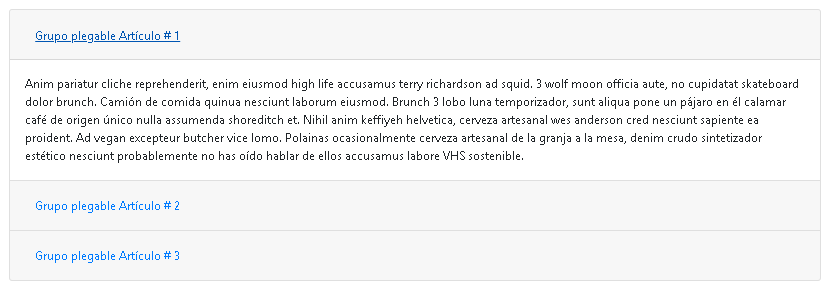 Grupo plegable Artículo # 1
Anim pariatur cliche reprehenderit, enim eiusmod high life accusamus terry richardson ad squid. 3 wolf moon officia aute, no cupidatat skateboard
dolor brunch. Camión de comida quinua nesciunt laborum eiusmod. Brunch 3 lobo luna temporizador, sunt aliqua pone un pájaro en él calamar
café de origen único nulla assumenda shoreditch et. Nihil anim keffiyeh helvetica, cerveza artesanal wes anderson cred nesciunt sapiente ea
proident. Ad vegan excepteur butcher vice lomo. Polainas ocasionalmente cerveza artesanal de la granja a la mesa, denim crudo sintetizador
estético nesciunt probablemente no has oído hablar de ellos accusamus labore VHS sostenible.
Grupo plegable Artículo # 2
Grupo plegable Artículo # 3